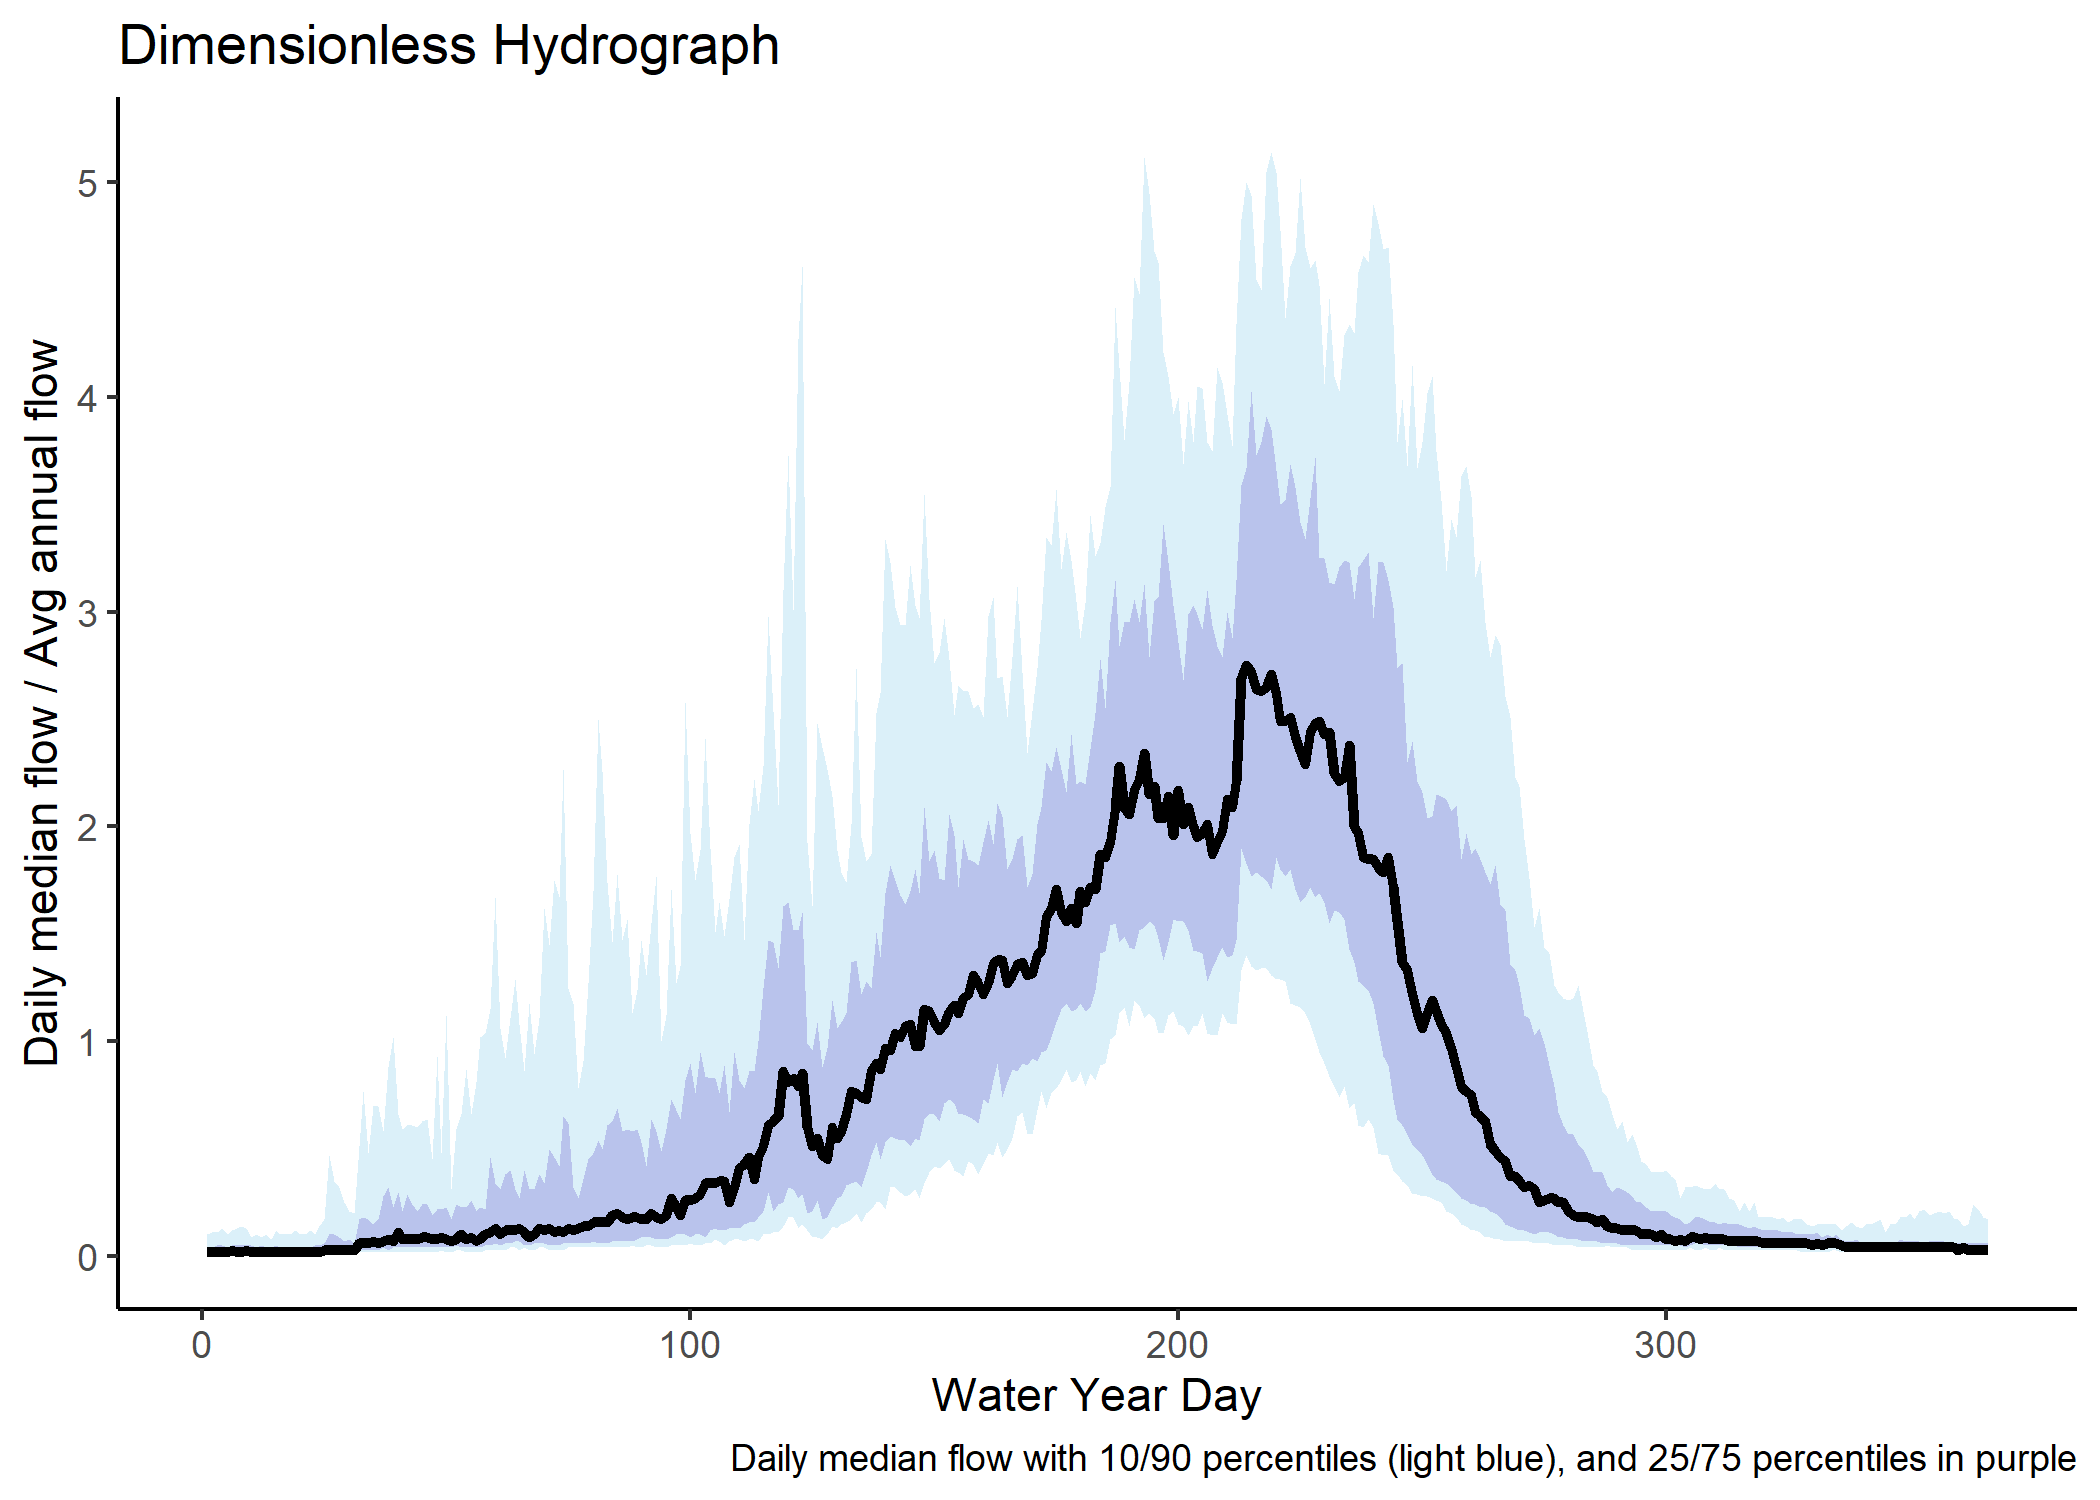 Dimensionless Hydrograph
Daily median flow / Avg annual flow
5
4
3
2
1
0
0 100 200 300
Water Year Day
Daily median flow with 10/90 percentiles (light blue), and 25/75 percentiles in purple